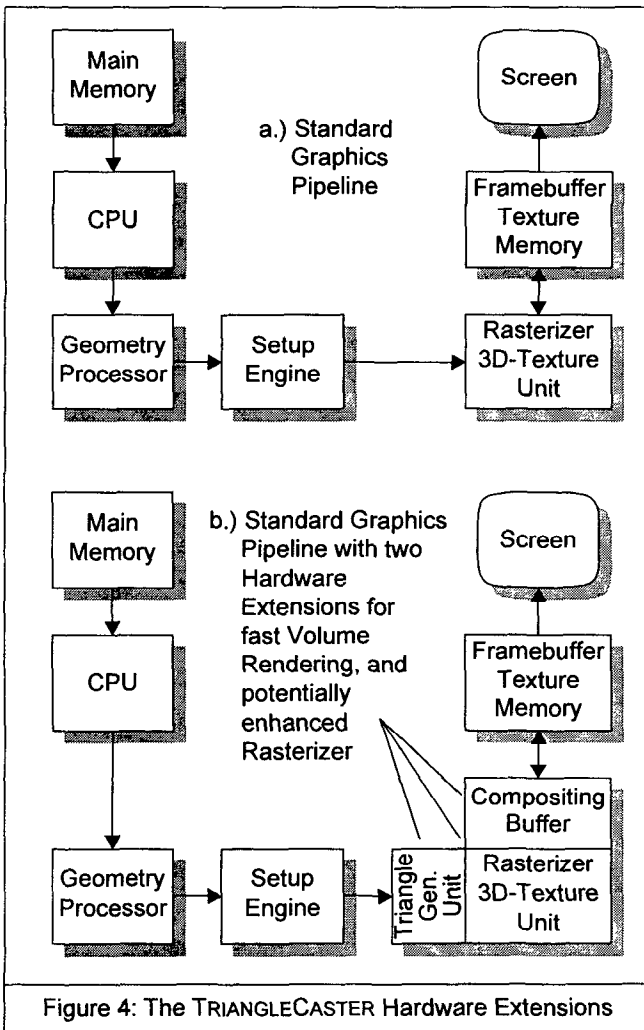 Main
Memory
Screen
a.) Standard
Graphics
Pipeline
CPU
Framebuffer
Texture
Memory
Geometry
Processor
Setup
Engine
Rasterizer
3D-Texture
Unit
Main
Memory
b.) Standard Graphics
Pipeline with two
Hardware
Extensions for
fast Volume
Rendering, and
potentially
enhanced
Rasterizer
Screen
CPU
Framebuffer
Texture
Memory
Compositing
Buffer
Geometry
Processor
Setup
Engine
Triangle
Gen.
Unit
Rasterizer
3D-Texture
Unit
Figure 4: The TRIANGLECASTER Hardware Extensions